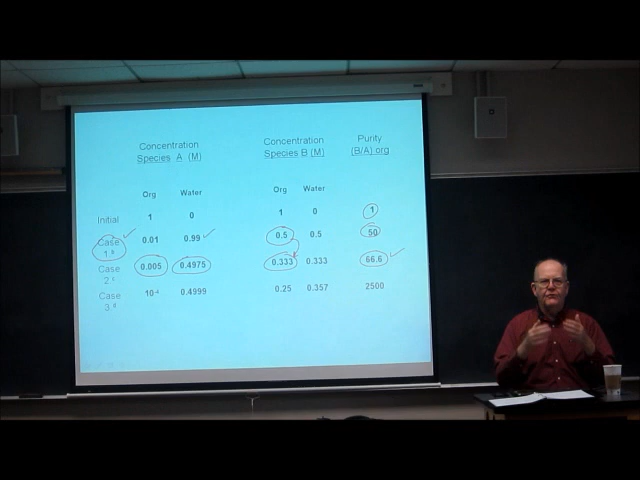 Concentration Concentration Purity
Species A (M) Species B (M) (B/A) org
Org Water Org Water
Initial 1 0 1 0 1
Case 0.01 0.99 0.5 0.5 50
1.
Case 0.005 0.4975 0.333 0.333 66.6
2.
Case 10-4 0.4999 0.25 0.357 2500
3.